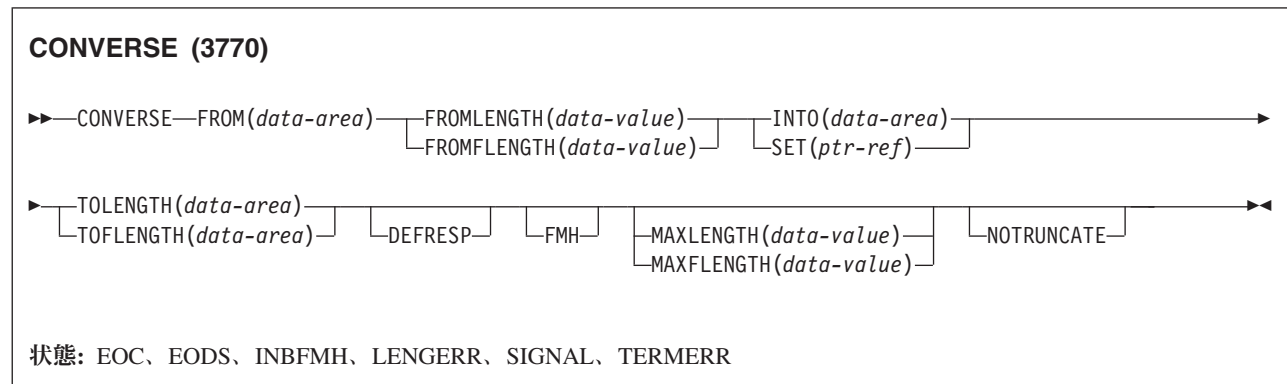 CONVERSE (3770)
CONVERSE FROM(data-area) FROMLENGTH(data-value) INTO(data-area)
FROMFLENGTH(data-value) SET(ptr-ref)
TOLENGTH(data-area)
TOFLENGTH(data-area) DEFRESP FMH MAXLENGTH(data-value) NOTRUNCATE
MAXFLENGTH(data-value)
状態: EOC、EODS、INBFMH、LENGERR、SIGNAL、TERMERR